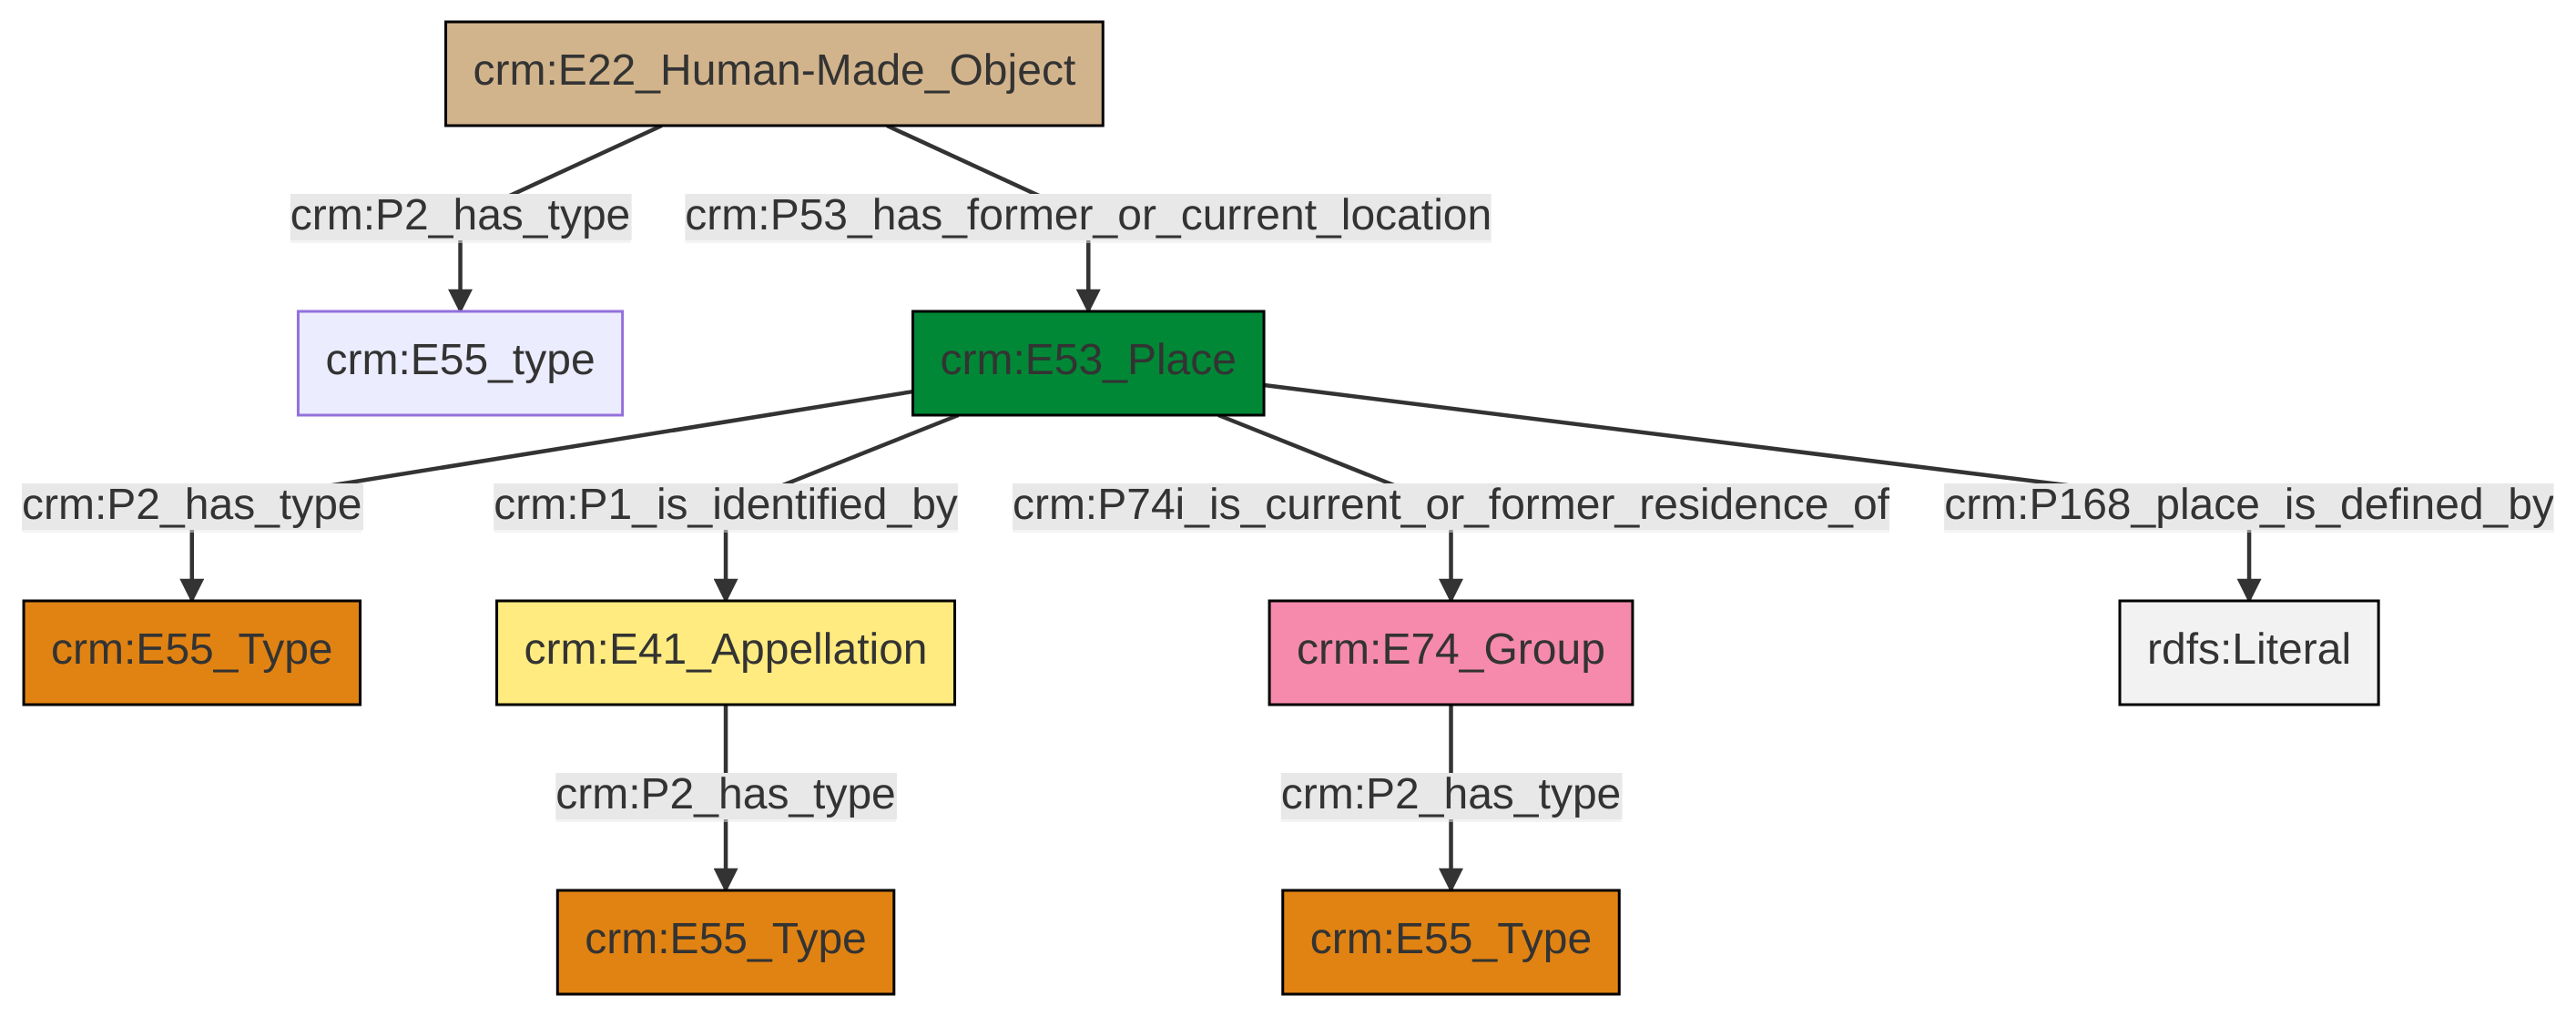 crm:E22_Human-Made_Object
crm:P2_has_type
crm:P53_has_former_or_current_location
crm:E55_type
crm:E53_Place
crm:P2_has_type
crm:P1_is_identified_by
crm:P74i_is_current_or_former_residence_of
crm:P168_place_is_defined_by
crm:E55_Type
crm:E41_Appellation
crm:E74_Group
rdfs:Literal
crm:P2_has_type
crm:P2_has_type
crm:E55_Type
crm:E55_Type